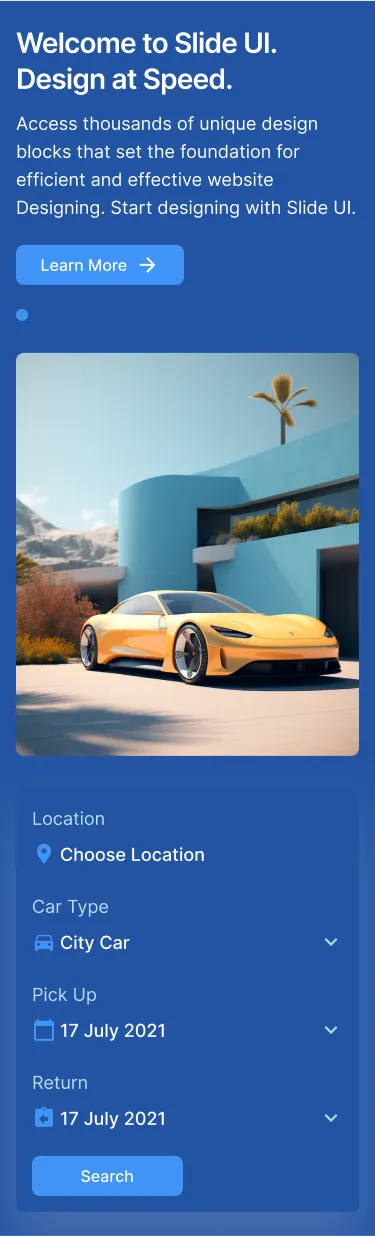 Welcome to Slide UI.
Design at Speed.
Access thousands of unique design
blocks that set the foundation for
efficient and effective website
Designing. Start designing with Slide UI.
Learn More
Location
Choose Location
Car Type
City Car
Pick Up
17 July 2021
Return
17 July 2021
Search